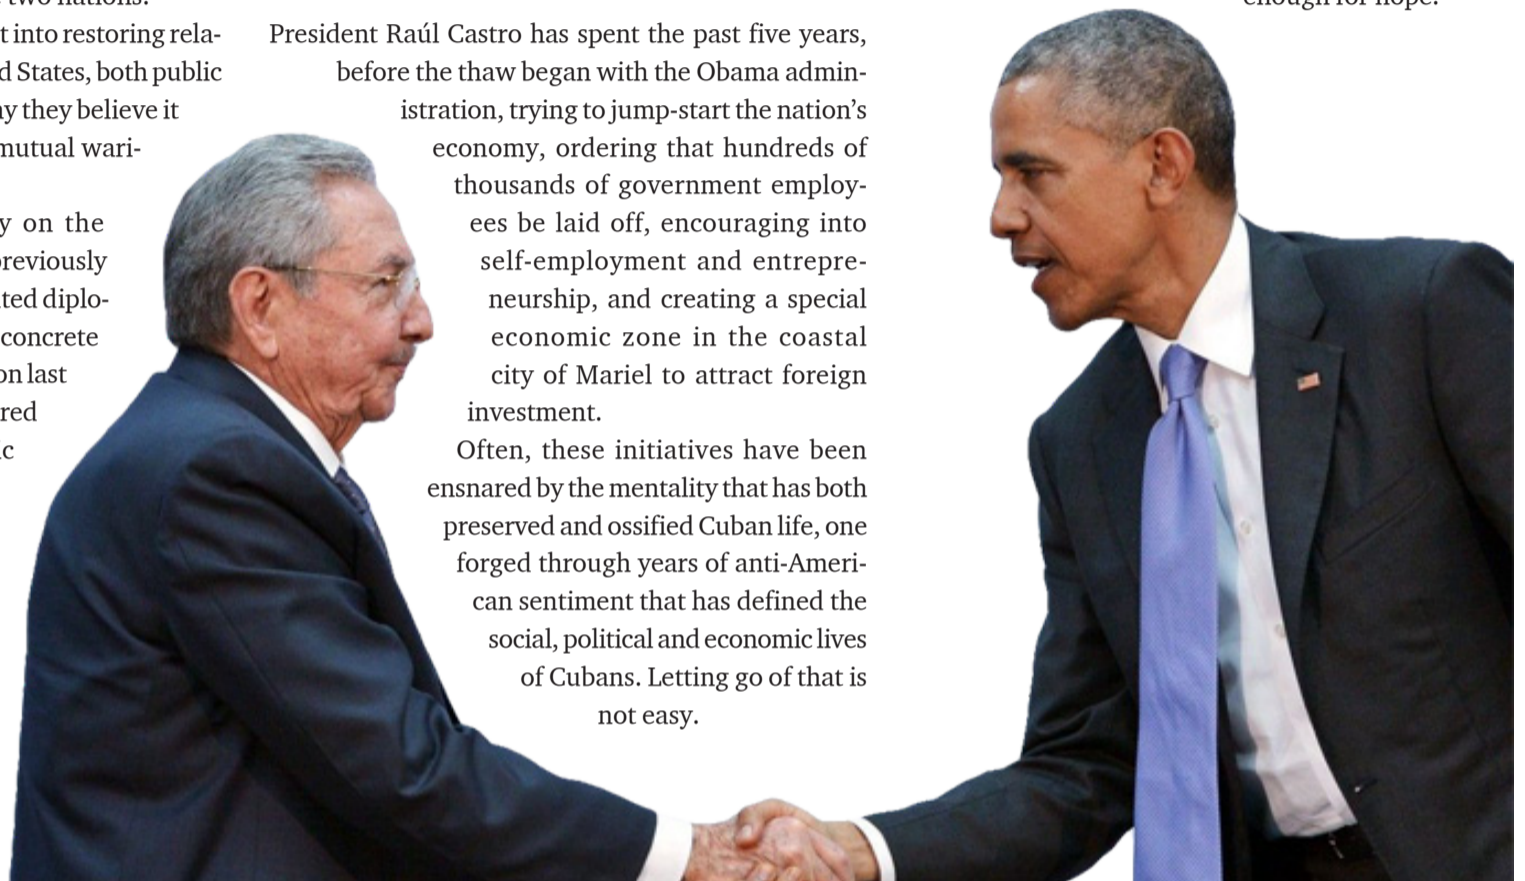 two nations.
t into restoring rela-
d States, both public
y they believe it
mutual wari-
y on the
previously
ted diplo-
concrete
on last
red
c
President Raúl Castro has spent the past five years,
before the thaw began with the Obama admin-
istration, trying to jump-start the nation’s
economy, ordering that hundreds of
thousands of government employ-
ees be laid off, encouraging into
self-employment and entrepre-
neurship, and creating a special
economic zone in the coastal
city of Mariel to attract foreign
investment.
Often, these initiatives have been
ensnared by the mentality that has both
preserved and ossified Cuban life, one
forged through years of anti-Ameri-
can sentiment that has defined the
social, political and economic lives
of Cubans. Letting go of that is
not easy.
enough for hope.